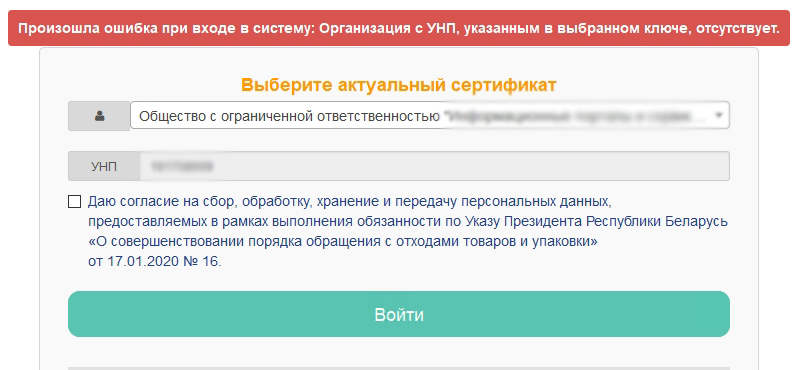 Произошла ошибка при входе в систему: Организация с УНП, указанным в выбранном ключе, отсутствует.
Выберите актуальный сертификат
Общество с ограниченной ответственностью
УНП
Даю согласие на сбор, обработку, хранение и передачу персональных данных,
предоставляемых в рамках выполнения обязанности по Указу Президента Республики Беларусь
«О совершенствовании порядка обращения с отходами товаров и упаковки»
от 17.01.2020 № 16.
Войти